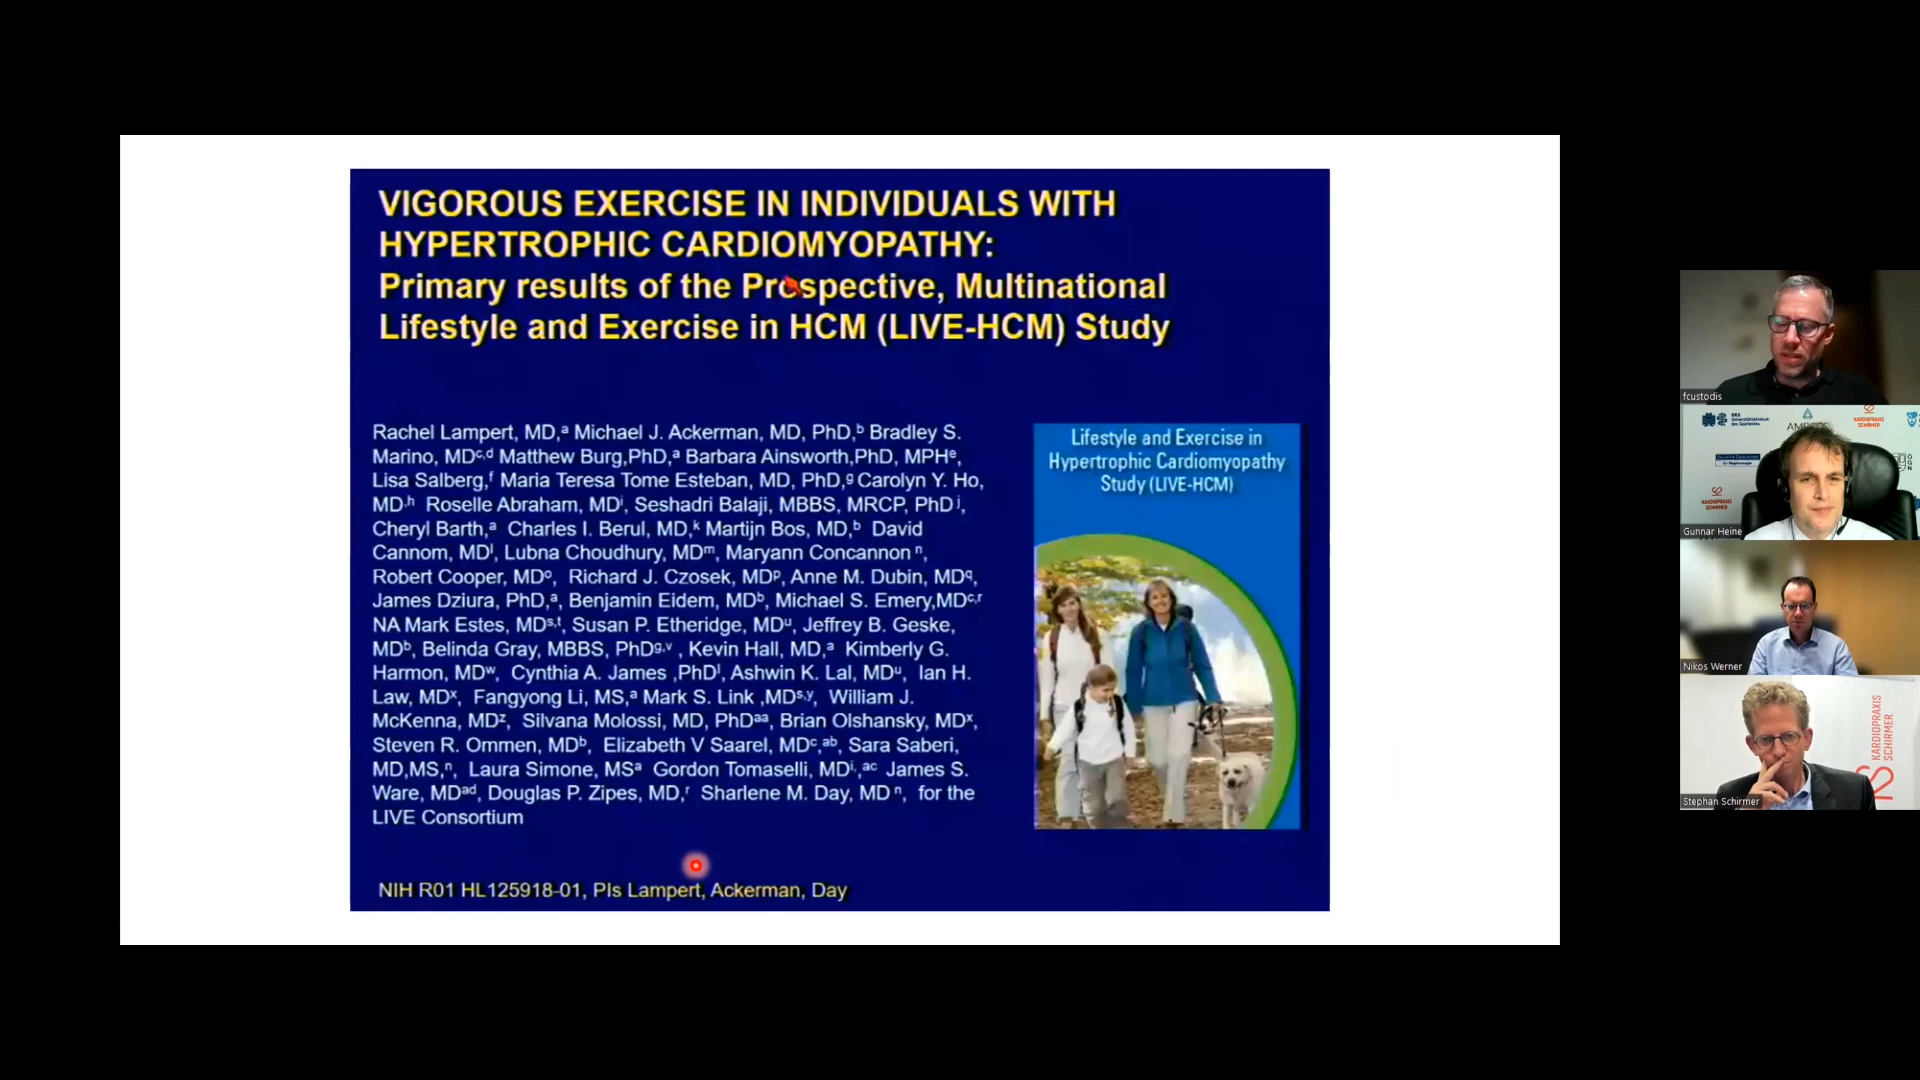 VIGOROUS EXERCISE IN INDIVIDUALS WITH
HYPERTROPHIC CARDIOMYOPATHY:
Primary results of the Prospective, Multinational
Lifestyle and Exercise in HCM (LIVE-HCM) Study
Rachel Lampert, MD,ᵃ Michael J. Ackerman, MD, PhD,ᵇ Bradley S.
Marino, MDᶜ,ᵈ Matthew Burg,PhD,ᵃ Barbara Ainsworth,PhD, MPHᵉ,
Lisa Salberg,ᶠ Maria Teresa Tome Esteban, MD, PhD,ᵍ Carolyn Y. Ho,
MD,ʰ Roselle Abraham, MDⁱ, Seshadri Balaji, MBBS, MRCP, PhD ʲ,
Cheryl Barth,ᵃ Charles I. Berul, MD,ᵏ Martijn Bos, MD,ᵇ David
Cannom, MDˡ, Lubna Choudhury, MDᵐ, Maryann Concannon ⁿ,
Robert Cooper, MDᵒ, Richard J. Czosek, MDᵖ, Anne M. Dubin, MD𐞥,
James Dziura, PhD,ᵃ, Benjamin Eidem, MDᵇ, Michael S. Emery,MDᶜ,ʳ
NA Mark Estes, MDˢ,ᵗ, Susan P. Etheridge, MDᵘ, Jeffrey B. Geske,
MDᵇ, Belinda Gray, MBBS, PhDᵍ,ᵛ , Kevin Hall, MD,ᵃ Kimberly G.
Harmon, MDʷ, Cynthia A. James ,PhDˡ, Ashwin K. Lal, MDᵘ, Ian H.
Law, MDˣ, Fangyong Li, MS,ᵃ Mark S. Link ,MDˢ,ʸ, William J.
McKenna, MDᶻ, Silvana Molossi, MD, PhDᵃᵃ, Brian Olshansky, MDˣ,
Steven R. Ommen, MDᵇ, Elizabeth V Saarel, MDᶜ,ᵃᵇ, Sara Saberi,
MD,MS,ⁿ, Laura Simone, MSᵃ Gordon Tomaselli, MDⁱ,,ᵃᶜ James S.
Ware, MDᵃᵈ, Douglas P. Zipes, MD,ʳ Sharlene M. Day, MD ⁿ, for the
LIVE Consortium
Lifestyle and Exercise in
Hypertrophic Cardiomyopathy
Study (LIVE-HCM)
NIH R01 HL125918-01, PIs Lampert, Ackerman, Day
fcustodis
KARDIOPRAXIS
SCHIRMER
Gunnar Heine
Nikos Werner
KARDIOPRAXIS
SCHIRMER
Stephan Schirmer